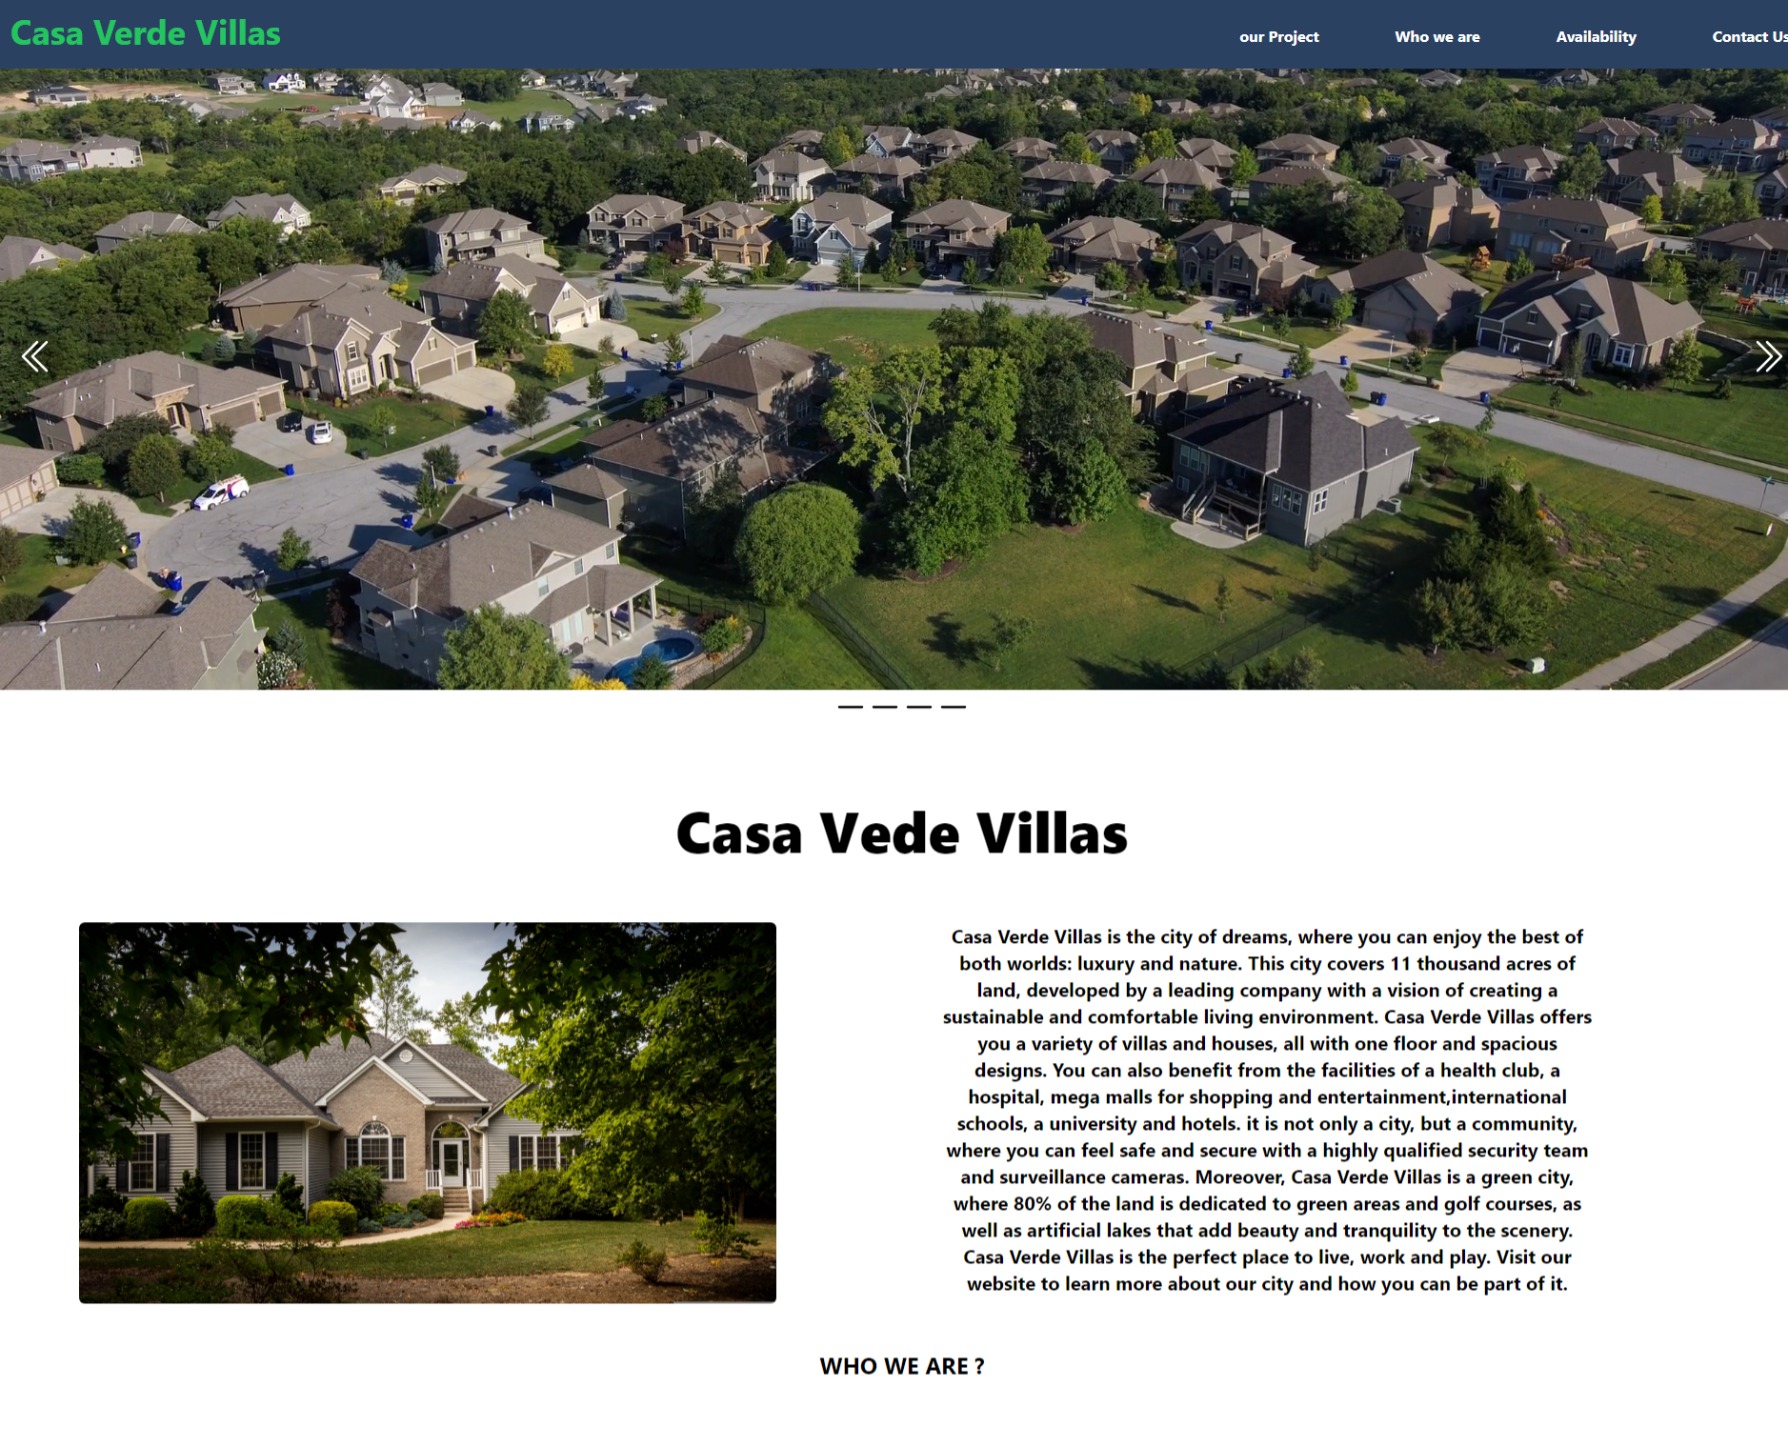 Casa Verde Villas
our Project
Who we are
Availability
Contact Us
Casa Vede Villas
Casa Verde Villas is the city of dreams, where you can enjoy the best of
both worlds: luxury and nature. This city covers 11 thousand acres of
land, developed by a leading company with a vision of creating a
sustainable and comfortable living environment. Casa Verde Villas offers
you a variety of villas and houses, all with one floor and spacious
designs. You can also benefit from the facilities of a health club, a
hospital, mega malls for shopping and entertainment,international
schools, a university and hotels. it is not only a city, but a community,
where you can feel safe and secure with a highly qualified security team
and surveillance cameras. Moreover, Casa Verde Villas is a green city,
where 80% of the land is dedicated to green areas and golf courses, as
well as artificial lakes that add beauty and tranquility to the scenery.
Casa Verde Villas is the perfect place to live, work and play. Visit our
website to learn more about our city and how you can be part of it.
WHO WE ARE ?